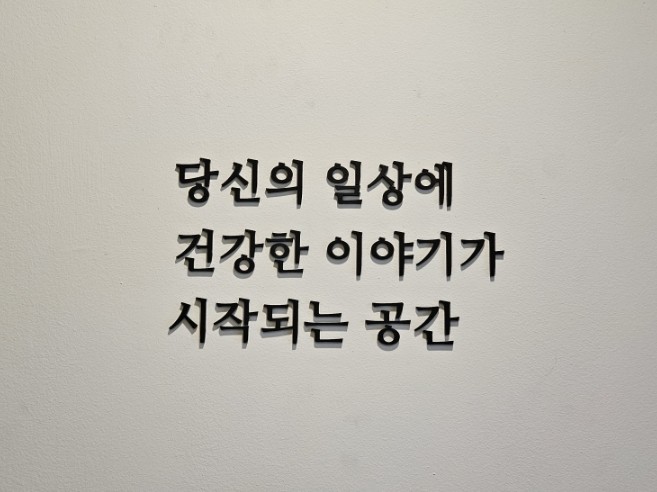 당신의 일상에
건강한 이야기가
시작되는 공간